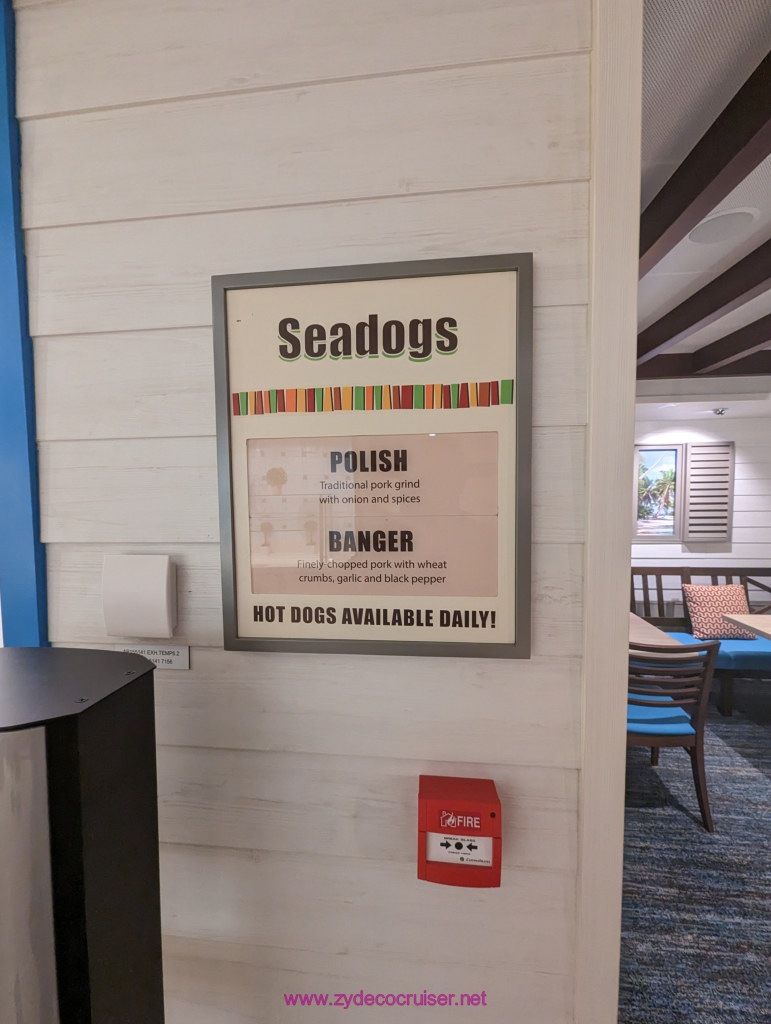 Seadogs
POLISH
Traditional pork grind
with onion and spices
BANGER
Finely-chopped pork with wheat
crumbs, garlic and black pepper
HOT DOGS AVAILABLE DAILY!
FIRE
www.zydecocruiser.net